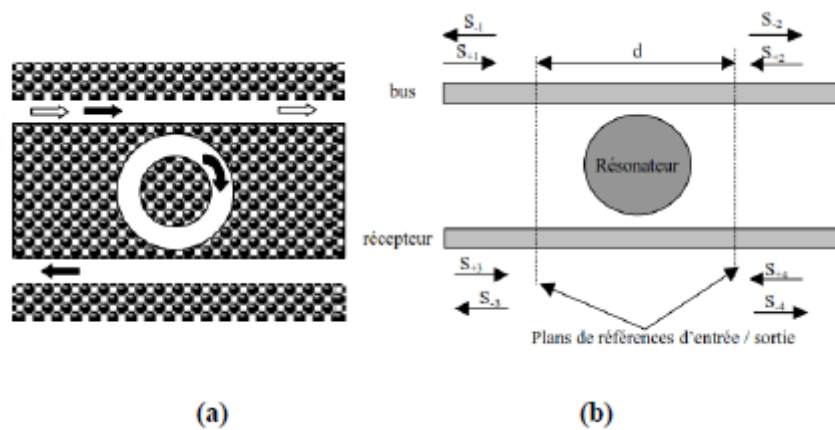 S-1 S-2
S+1 d S+2
bus
Résonateur
récepteur
S+3 S+4
S-3 S-4
Plans de références d'entrée / sortie
(a) (b)